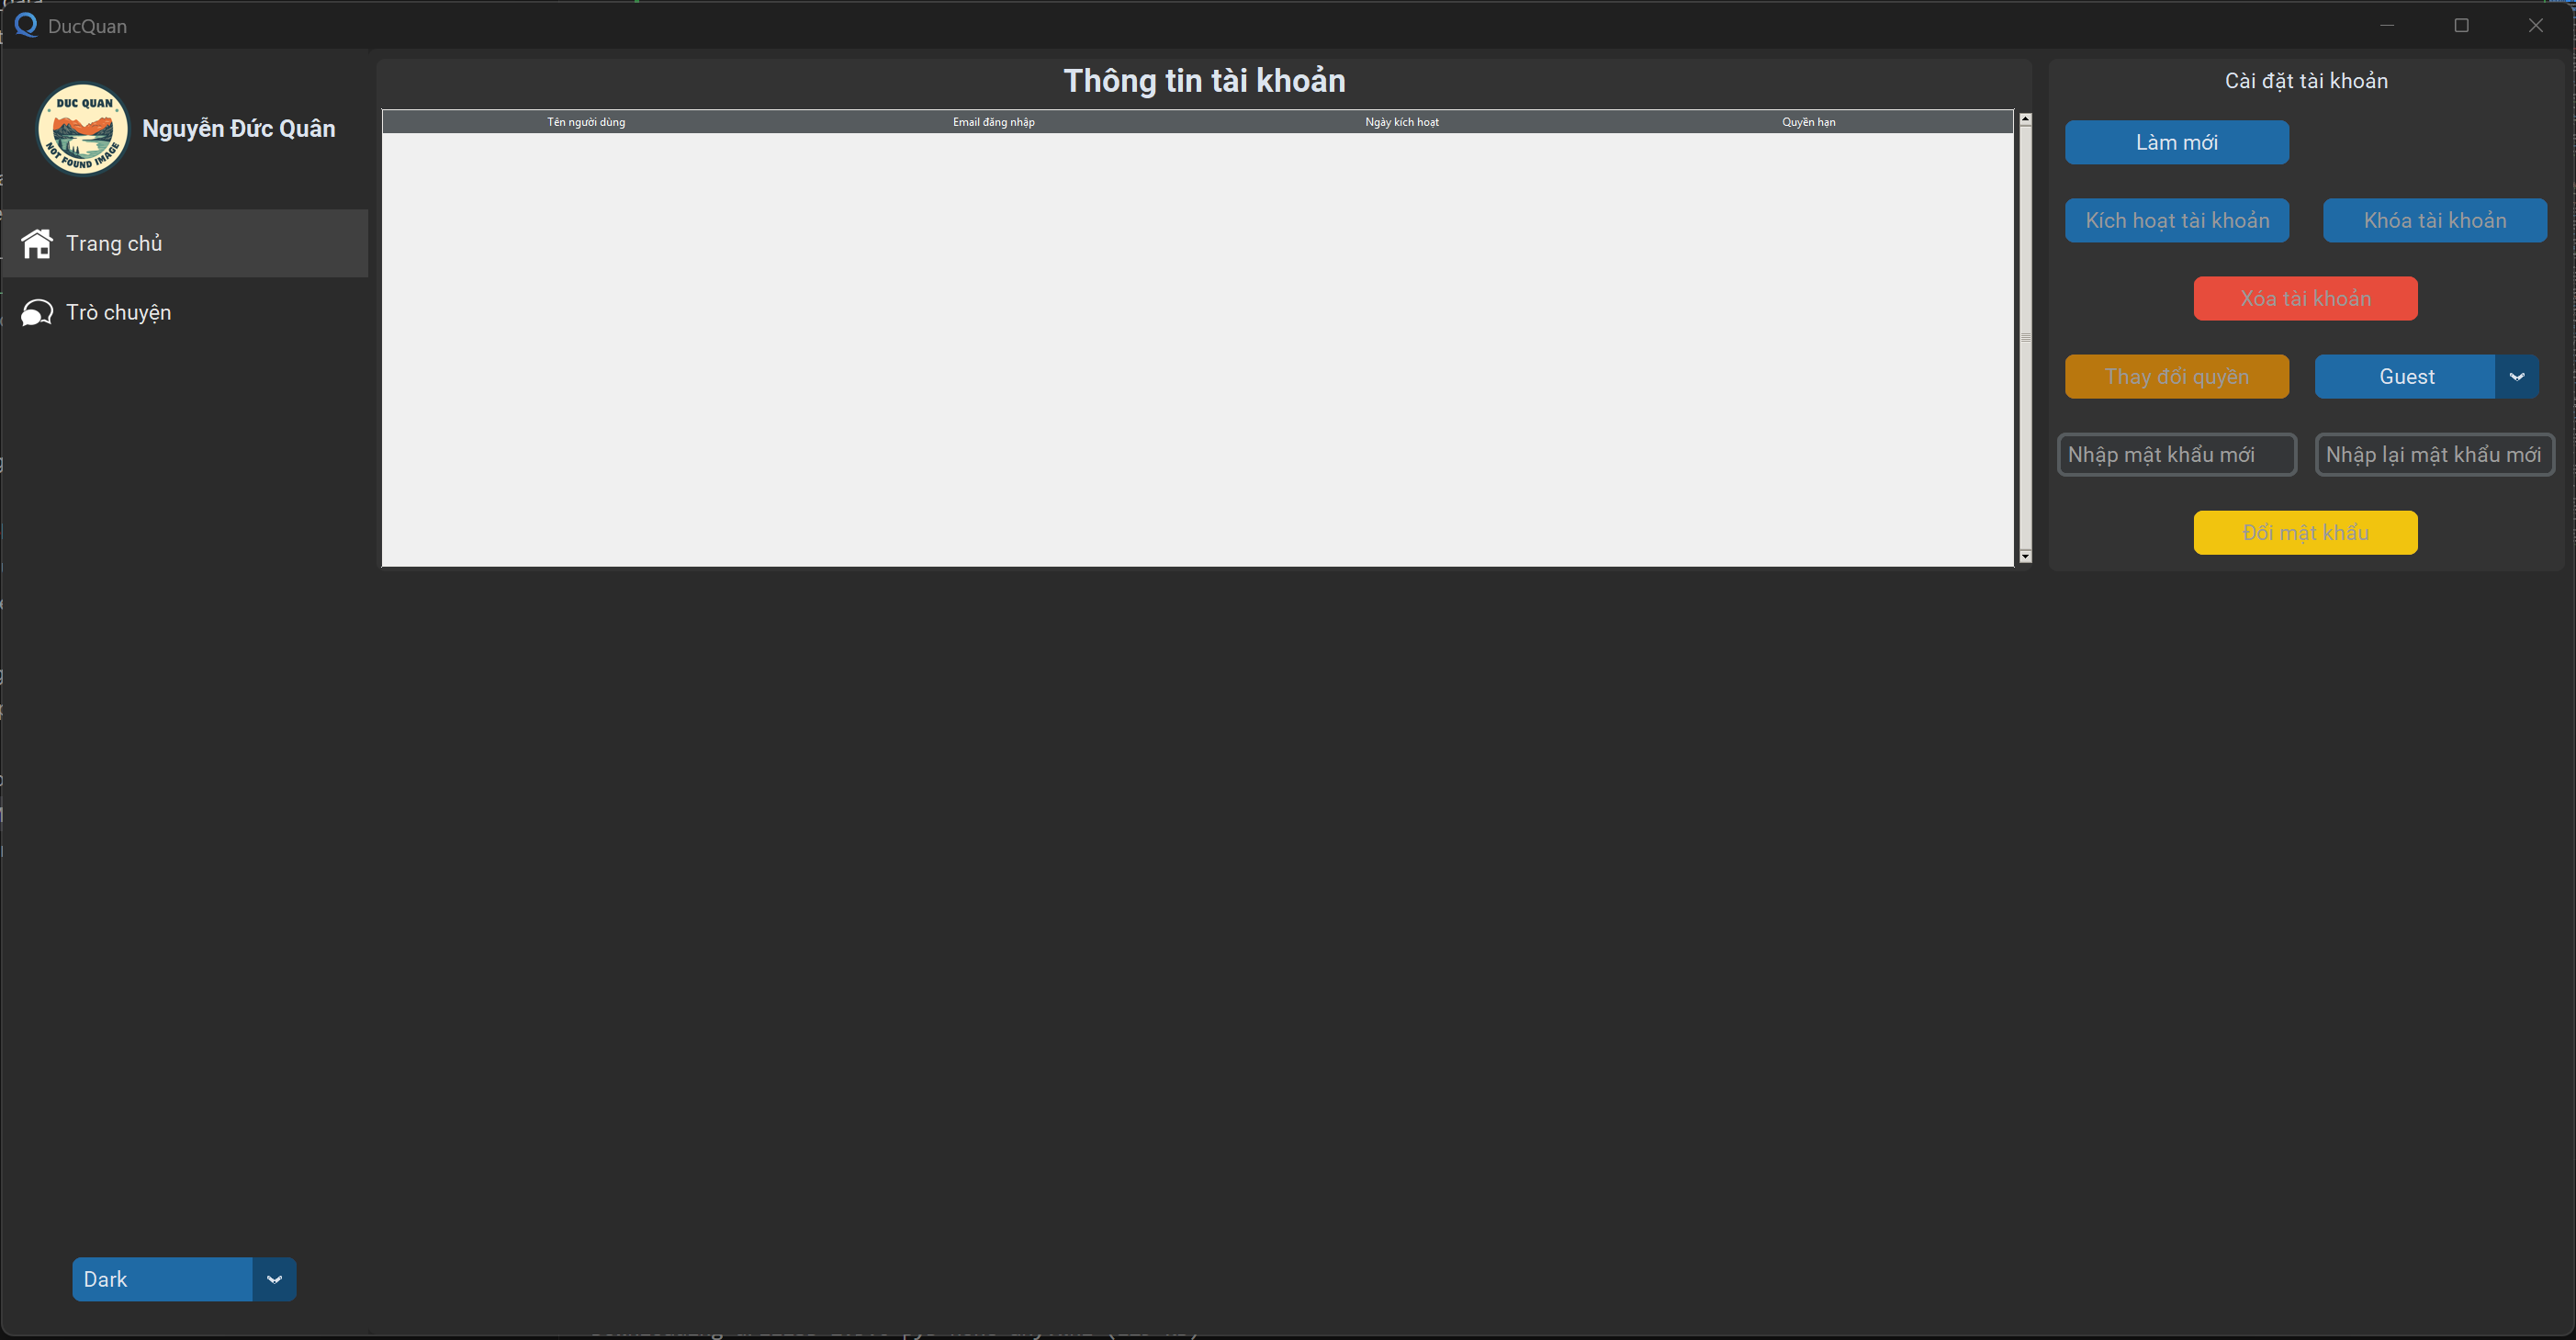 DucQuan
DUC QUAN
NOT FOUND IMAGE
Nguyễn Đức Quân
Trang chủ
Trò chuyện
Dark
Thông tin tài khoản
Tên người dùng Email đăng nhập Ngày kích hoạt Quyền hạn
Cài đặt tài khoản
Làm mới
Kích hoạt tài khoản Khóa tài khoản
Xóa tài khoản
Thay đổi quyền Guest
Nhập mật khẩu mới Nhập lại mật khẩu mới
Đổi mật khẩu